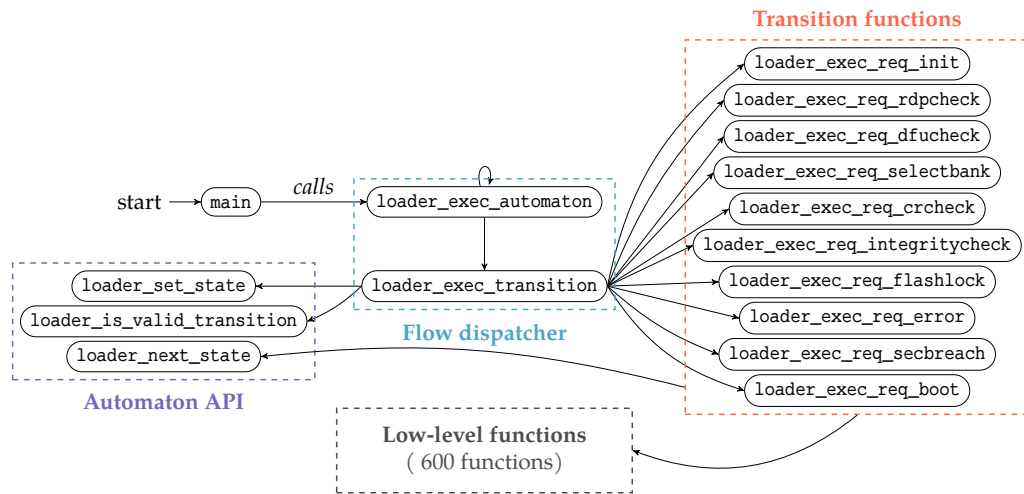 Transition functions
loader_exec_req_init
loader_exec_req_rdpcheck
loader_exec_req_dfucheck
loader_exec_req_selectbank
loader_exec_req_crccheck
loader_exec_req_integritycheck
loader_exec_req_flashlock
loader_exec_req_error
loader_exec_req_secbreach
loader_exec_req_boot
start
main
calls
loader_exec_automaton
loader_exec_transition
Flow dispatcher
loader_set_state
loader_is_valid_transition
loader_next_state
Automaton API
Low-level functions
( 600 functions)